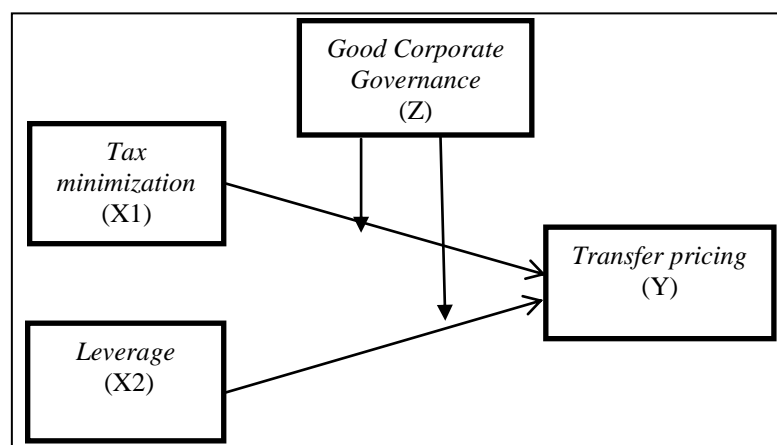 Good Corporate
Governance
(Z)
Tax
minimization
(X1)
Transfer pricing
(Y)
Leverage
(X2)